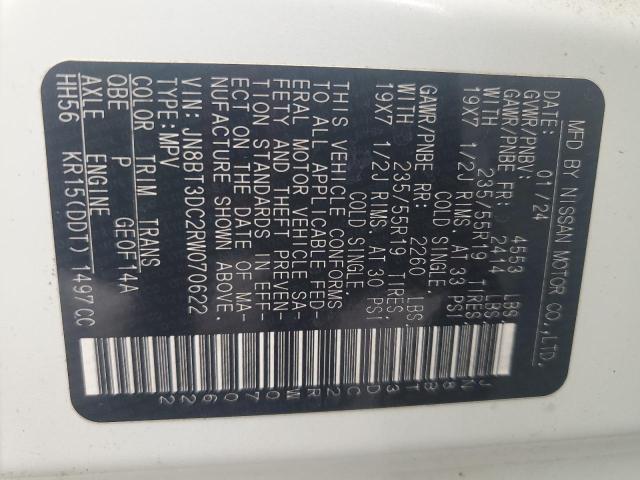 MFD BY NISSAN MOTOR CO.,LTD.
DATE: 01/24
GVWR/PNBV: 4553 LBS.
GAWR/PNBE FR: 2414 LBS.
WITH 235/55R19 TIRES,
19X7 1/2J RIMS AT 33 PSI
COLD SINGLE,
GAWR/PNBE RR: 2260 LBS.
WITH 235/55R19 TIRES,
19X7 1/2J RIMS AT 30 PSI
COLD SINGLE
THIS VEHICLE CONFORMS
TO ALL APPLICABLE FED-
ERAL MOTOR VEHICLE SA-
FETY AND THEFT PREVEN-
TION STANDARDS IN EFF-
ECT ON THE DATE OF MA-
NUFACTURE SHOWN ABOVE.
VIN: JN8BT3DC2RW070622
TYPE:MPV
COLOR TRIM TRANS
QBE P GE0F14A
AXLE ENGINE
HH56 KR15(DDT)1497CC
JN8BT3DC2RW070622